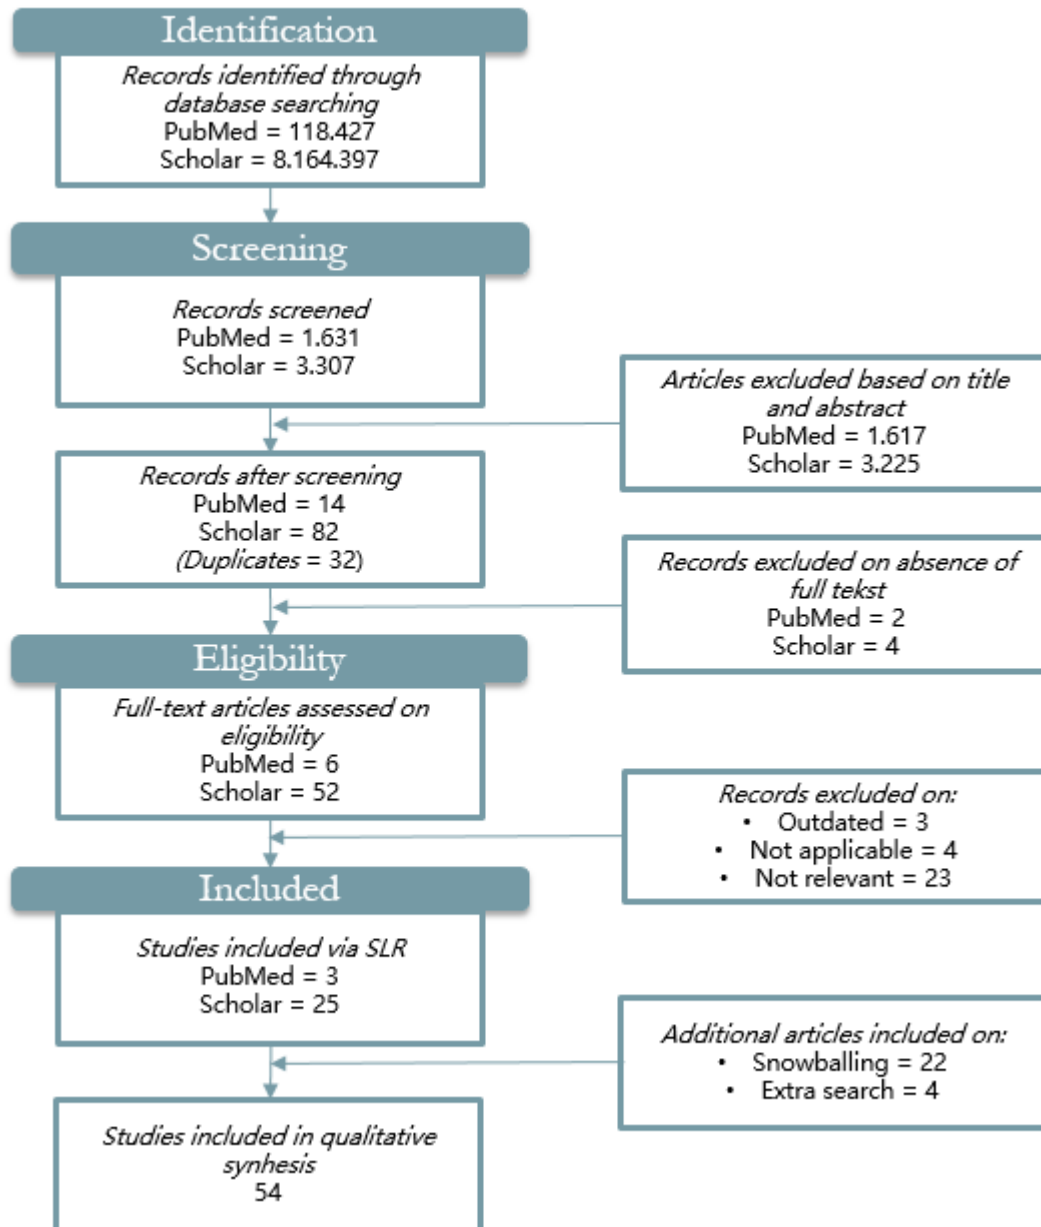 Identification
Records identified through
database searching
PubMed = 118.427
Scholar = 8.164.397
Screening
Records screened
PubMed = 1.631
Scholar = 3.307
Articles excluded based on title
and abstract
PubMed = 1.617
Scholar = 3.225
Records after screening
PubMed = 14
Scholar = 82
(Duplicates = 32)
Records excluded on absence of
full tekst
PubMed = 2
Scholar = 4
Eligibility
Full-text articles assessed on
eligibility
PubMed = 6
Scholar = 52
Records excluded on:
• Outdated = 3
• Not applicable = 4
• Not relevant = 23
Included
Studies included via SLR
PubMed = 3
Scholar = 25
Additional articles included on:
• Snowballing = 22
• Extra search = 4
Studies included in qualitative
synhesis
54